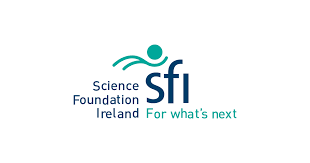 Science
Foundation
Ireland
sfi
For what's next